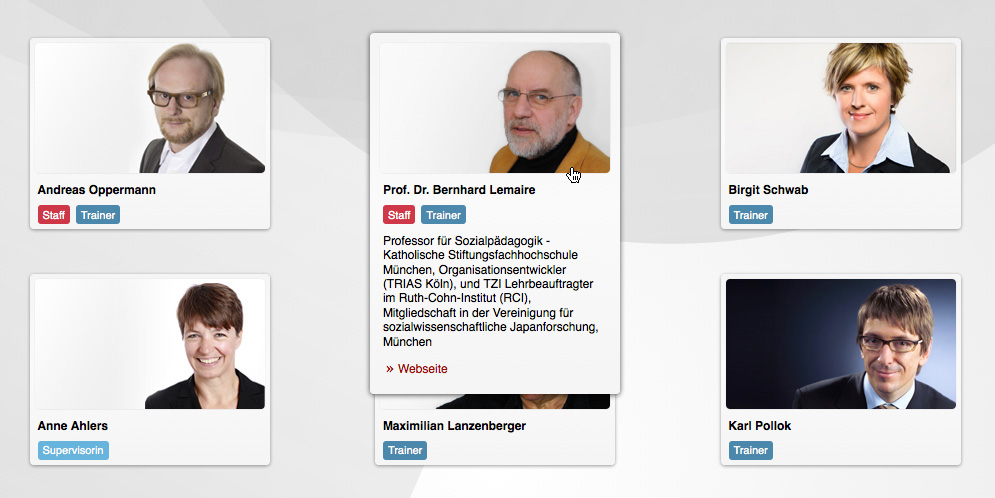 Andreas Oppermann
Staff Trainer
Prof. Dr. Bernhard Lemaire
Staff Trainer
Professor für Sozialpädagogik -
Katholische Stiftungsfachhochschule
München, Organisationsentwickler
(TRIAS Köln), und TZI Lehrbeauftragter
im Ruth-Cohn-Institut (RCI),
Mitgliedschaft in der Vereinigung für
sozialwissenschaftliche Japanforschung,
München
» Webseite
Birgit Schwab
Trainer
Anne Ahlers
Supervisorin
Maximilian Lanzenberger
Trainer
Karl Pollok
Trainer